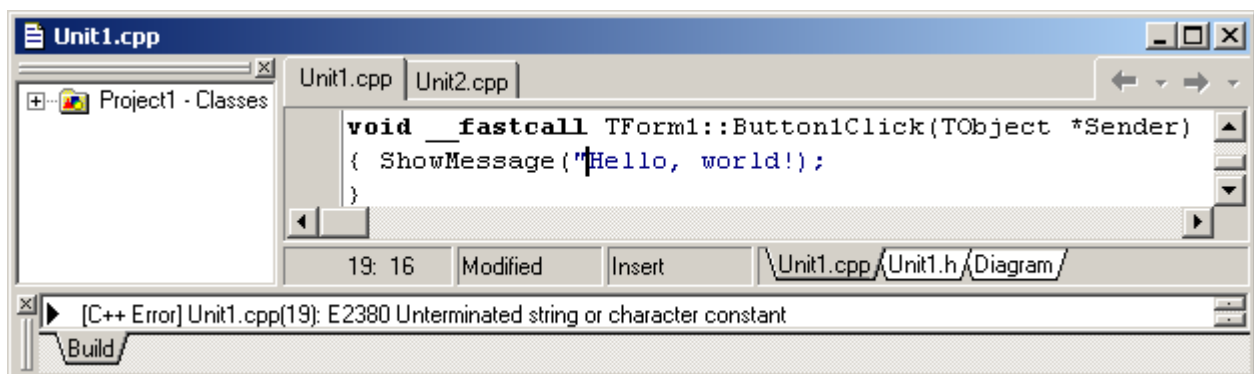 Unit1.cpp
Project1 - Classes
Unit1.cpp Unit2.cpp
void __fastcall TForm1::Button1Click(TObject *Sender)
{ ShowMessage("Hello, world!);
}
19: 16 Modified Insert \Unit1.cpp/Unit1.h/Diagram/
[C++ Error] Unit1.cpp(19): E2380 Unterminated string or character constant
\Build/